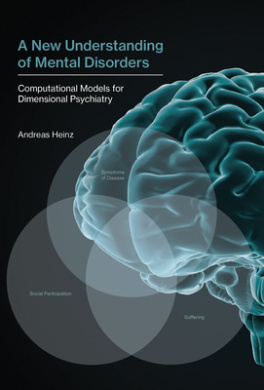 A New Understanding
of Mental Disorders
Computational Models for
Dimensional Psychiatry
Andreas Heinz
Symptoms
of Disease
Social Participation
Suffering